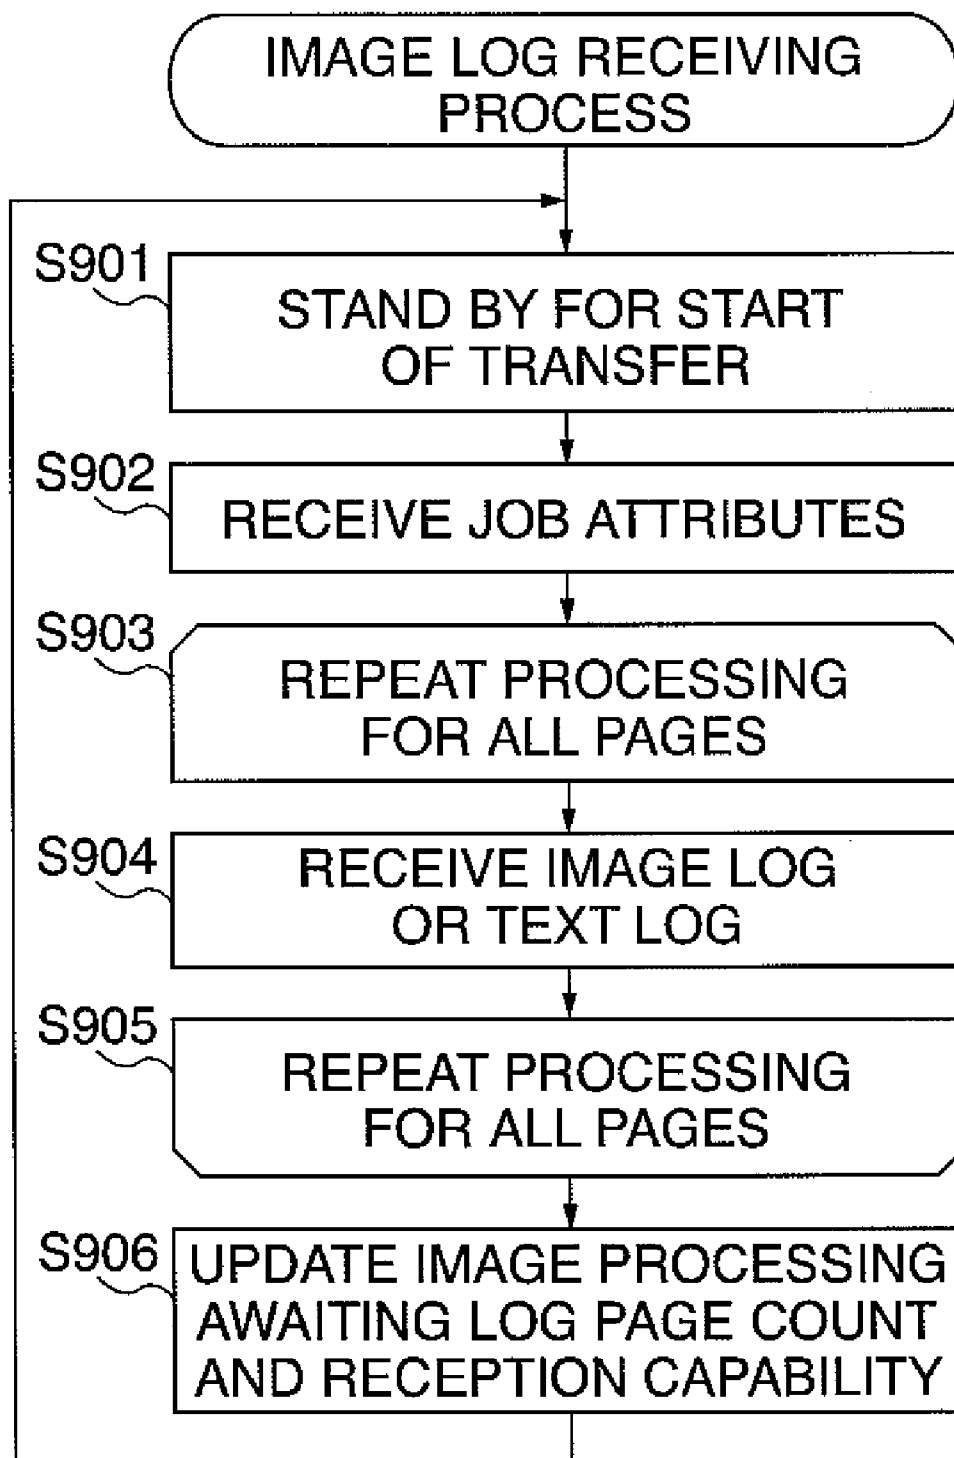 IMAGE LOG RECEIVING
PROCESS
S901
STAND BY FOR START
OF TRANSFER
S902
RECEIVE JOB ATTRIBUTES
S903
REPEAT PROCESSING
FOR ALL PAGES
S904
RECEIVE IMAGE LOG
OR TEXT LOG
S905
REPEAT PROCESSING
FOR ALL PAGES
S906
UPDATE IMAGE PROCESSING
AWAITING LOG PAGE COUNT
AND RECEPTION CAPABILITY